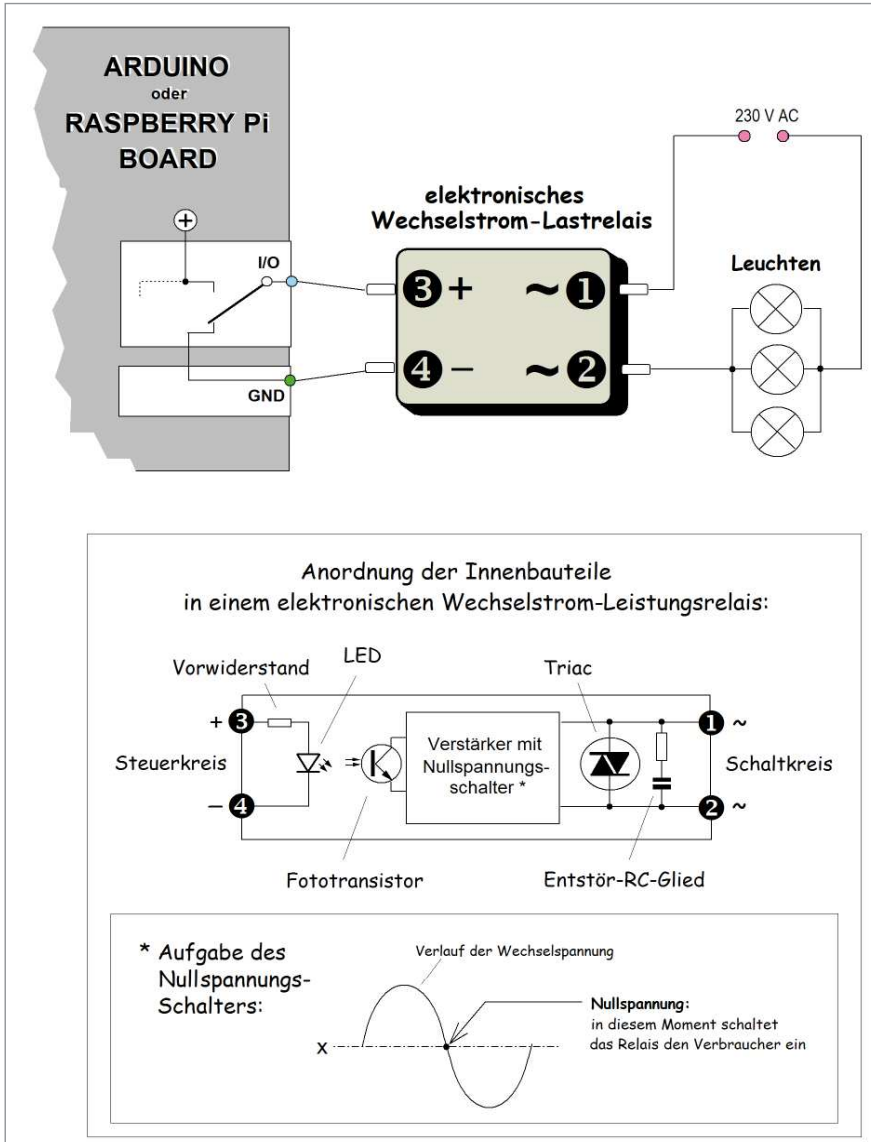 ARDUINO
oder
RASPBERRY Pi
BOARD
+
I/O
GND
elektronisches
Wechselstrom-Lastrelais
3 + ~ 1
4 – ~ 2
230 V AC
Leuchten
Anordnung der Innenbauteile
in einem elektronischen Wechselstrom-Leistungsrelais:
Vorwiderstand
LED
Triac
+ 3
1 ~
Steuerkreis
Verstärker mit
Nullspannungs-
schalter *
Schaltkreis
– 4
2 ~
Fototransistor
Entstör-RC-Glied
* Aufgabe des
Nullspannungs-
Schalters:
Verlauf der Wechselspannung
X
Nullspannung:
in diesem Moment schaltet
das Relais den Verbraucher ein